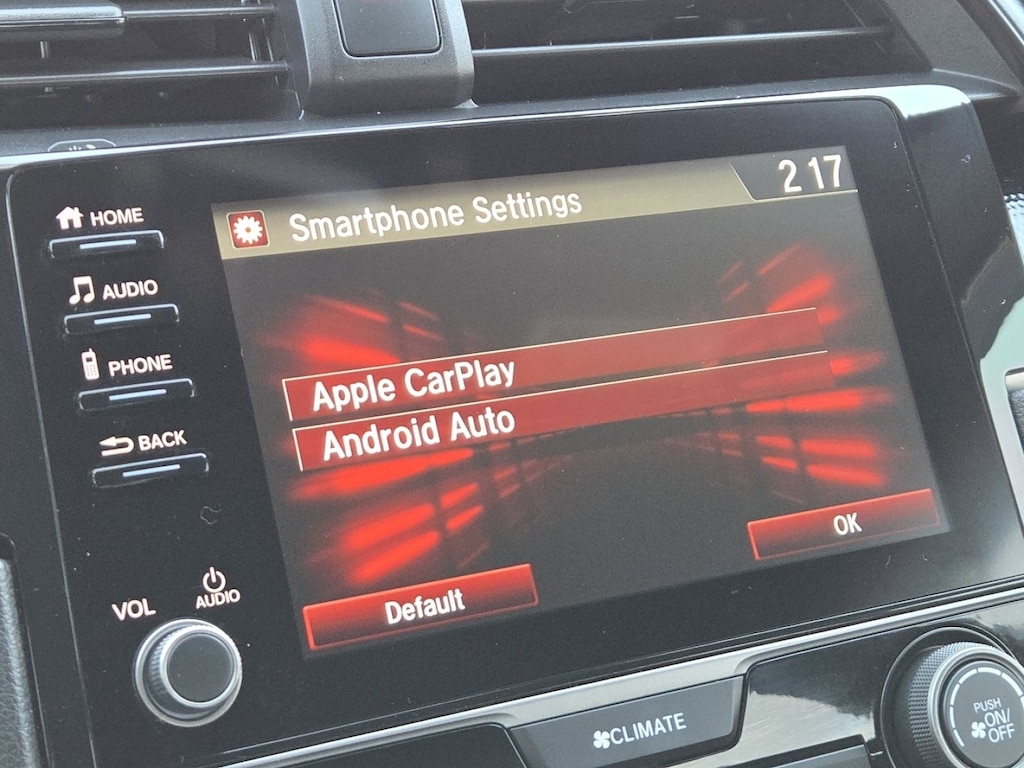 2 17
Smartphone Settings
HOME
AUDIO
PHONE
BACK
Apple CarPlay
Android Auto
OK
Default
VOL
AUDIO
CLIMATE
PUSH
ON/
OFF